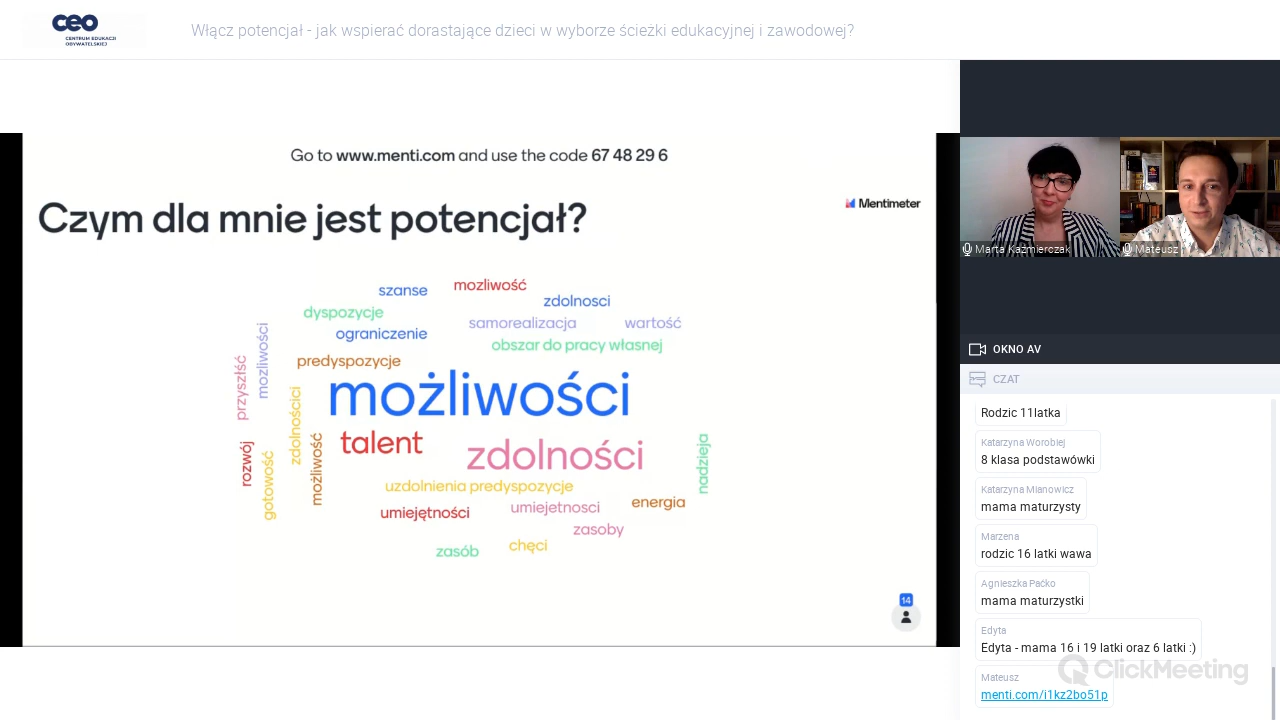 ceo
CENTRUM EDUKACJI
OBYWATELSKIEJ
Włącz potencjał - jak wspierać dorastające dzieci w wyborze ścieżki edukacyjnej i zawodowej?
Go to www.menti.com and use the code 67 48 29 6
Czym dla mnie jest potencjał?
Mentimeter
szanse
mozliwość
zdolnosci
dyspozycje
samorealizacja
wartość
ograniczenie
obszar do pracy własnej
predyspozycje
możliwości
talent
zdolności
uzdolnienia predyspozycje
umiejętności
umiejetnosci
energia
zasoby
chęci
zasób
przyszłść
mozliwości
zdolnościci
rozwój
gotowość
możliwość
nadzieja
14
Marta Kaźmierczak
Mateusz
OKNO AV
CZAT
Rodzic 11latka
Katarzyna Worobiej
8 klasa podstawówki
Katarzyna Mianowicz
mama maturzysty
Marzena
rodzic 16 latki wawa
Agnieszka Paćko
mama maturzystki
Edyta
Edyta - mama 16 i 19 latki oraz 6 latki :)
Mateusz
menti.com/i1kz2bo51p
ClickMeeting